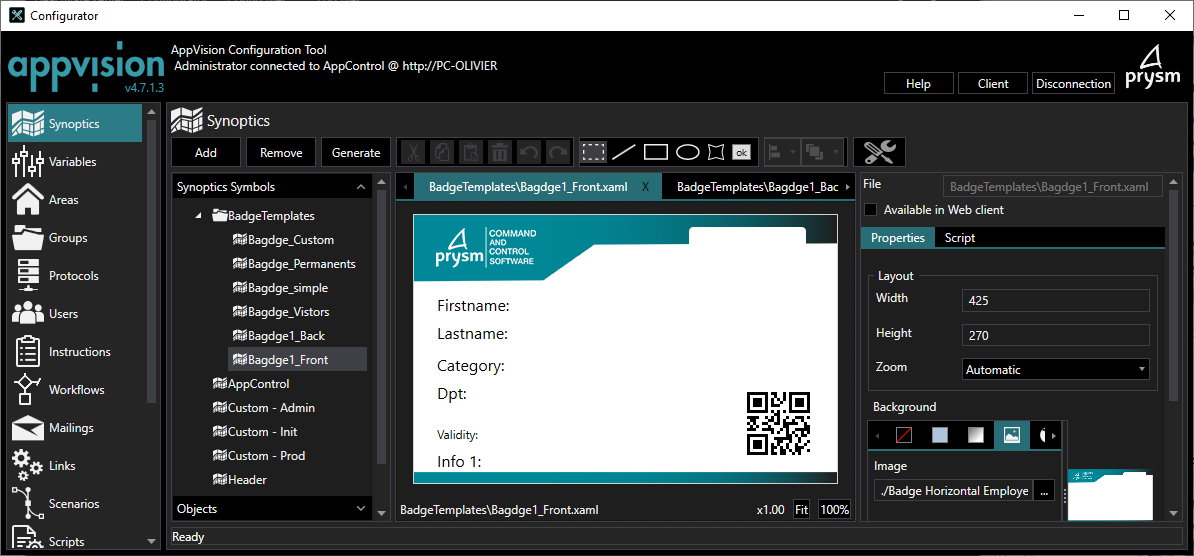 Configurator
appvision
v4.7.1.3
AppVision Configuration Tool
Administrator connected to AppControl @ http://PC-OLIVIER
Help
Client
Disconnection
prysm
Synoptics
Variables
Areas
Groups
Protocols
Users
Instructions
Workflows
Mailings
Links
Scenarios
Scripts
Synoptics
Add
Remove
Generate
ok
Synoptics Symbols
BadgeTemplates
Bagdge_Custom
Bagdge_Permanents
Bagdge_simple
Bagdge_Vistors
Bagdge1_Back
Bagdge1_Front
AppControl
Custom - Admin
Custom - Init
Custom - Prod
Header
Objects
BadgeTemplates\Bagdge1_Front.xaml X
BadgeTemplates\Bagdge1_Bac
prysm
COMMAND
AND
CONTROL
SOFTWARE
Firstname:
Lastname:
Category:
Dpt:
Validity:
Info 1:
BadgeTemplates\Bagdge1_Front.xaml
x1.00
Fit
100%
File
BadgeTemplates\Bagdge1_Front.xaml
Available in Web client
Properties
Script
Layout
Width
425
Height
270
Zoom
Automatic
Background
Image
./Badge Horizontal Employe
...
Ready